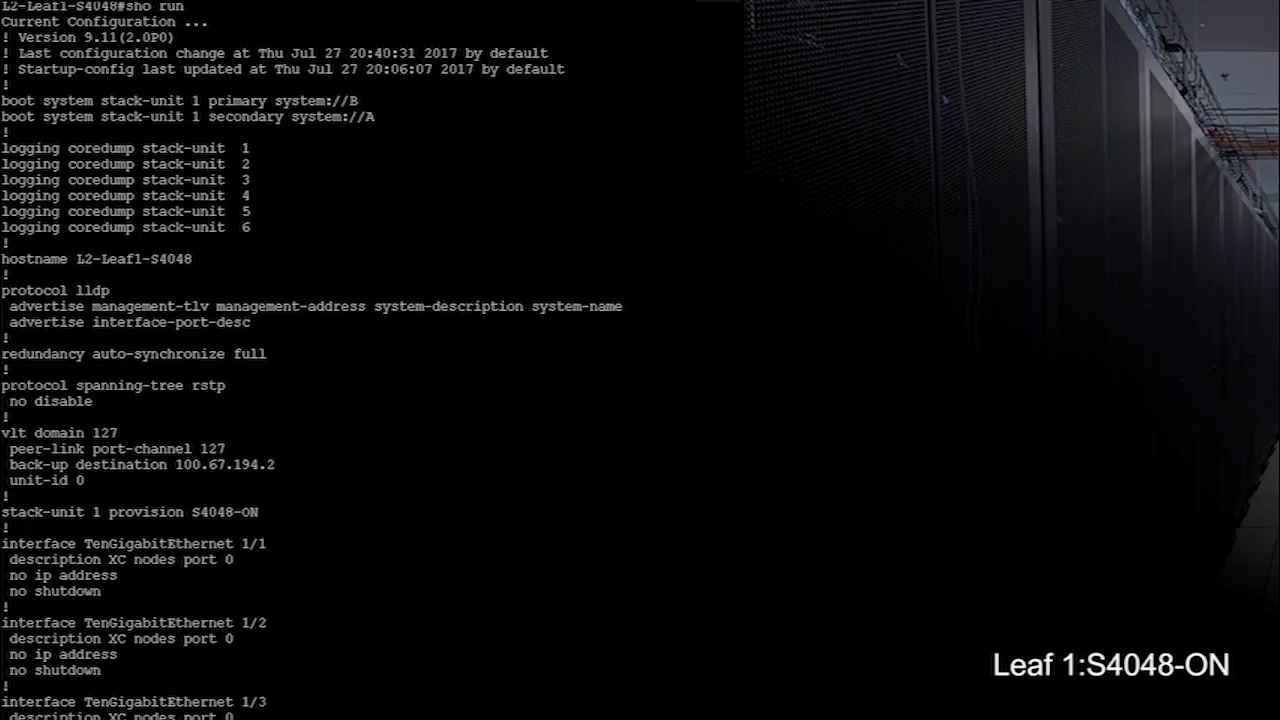 L2-Leaf1-S4048#sho run
Current Configuration ...
! Version 9.11(2.0P0)
! Last configuration change at Thu Jul 27 20:40:31 2017 by default
! Startup-config last updated at Thu Jul 27 20:06:07 2017 by default
!
boot system stack-unit 1 primary system://B
boot system stack-unit 1 secondary system://A
!
logging coredump stack-unit  1
logging coredump stack-unit  2
logging coredump stack-unit  3
logging coredump stack-unit  4
logging coredump stack-unit  5
logging coredump stack-unit  6
!
hostname L2-Leaf1-S4048
!
protocol lldp
 advertise management-tlv management-address system-description system-name
 advertise interface-port-desc
!
redundancy auto-synchronize full
!
protocol spanning-tree rstp
 no disable
!
vlt domain 127
 peer-link port-channel 127
 back-up destination 100.67.194.2
 unit-id 0
!
stack-unit 1 provision S4048-ON
!
interface TenGigabitEthernet 1/1
 description XC nodes port 0
 no ip address
 no shutdown
!
interface TenGigabitEthernet 1/2
 description XC nodes port 0
 no ip address
 no shutdown
!
interface TenGigabitEthernet 1/3
 description XC nodes port 0
Leaf 1:S4048-ON